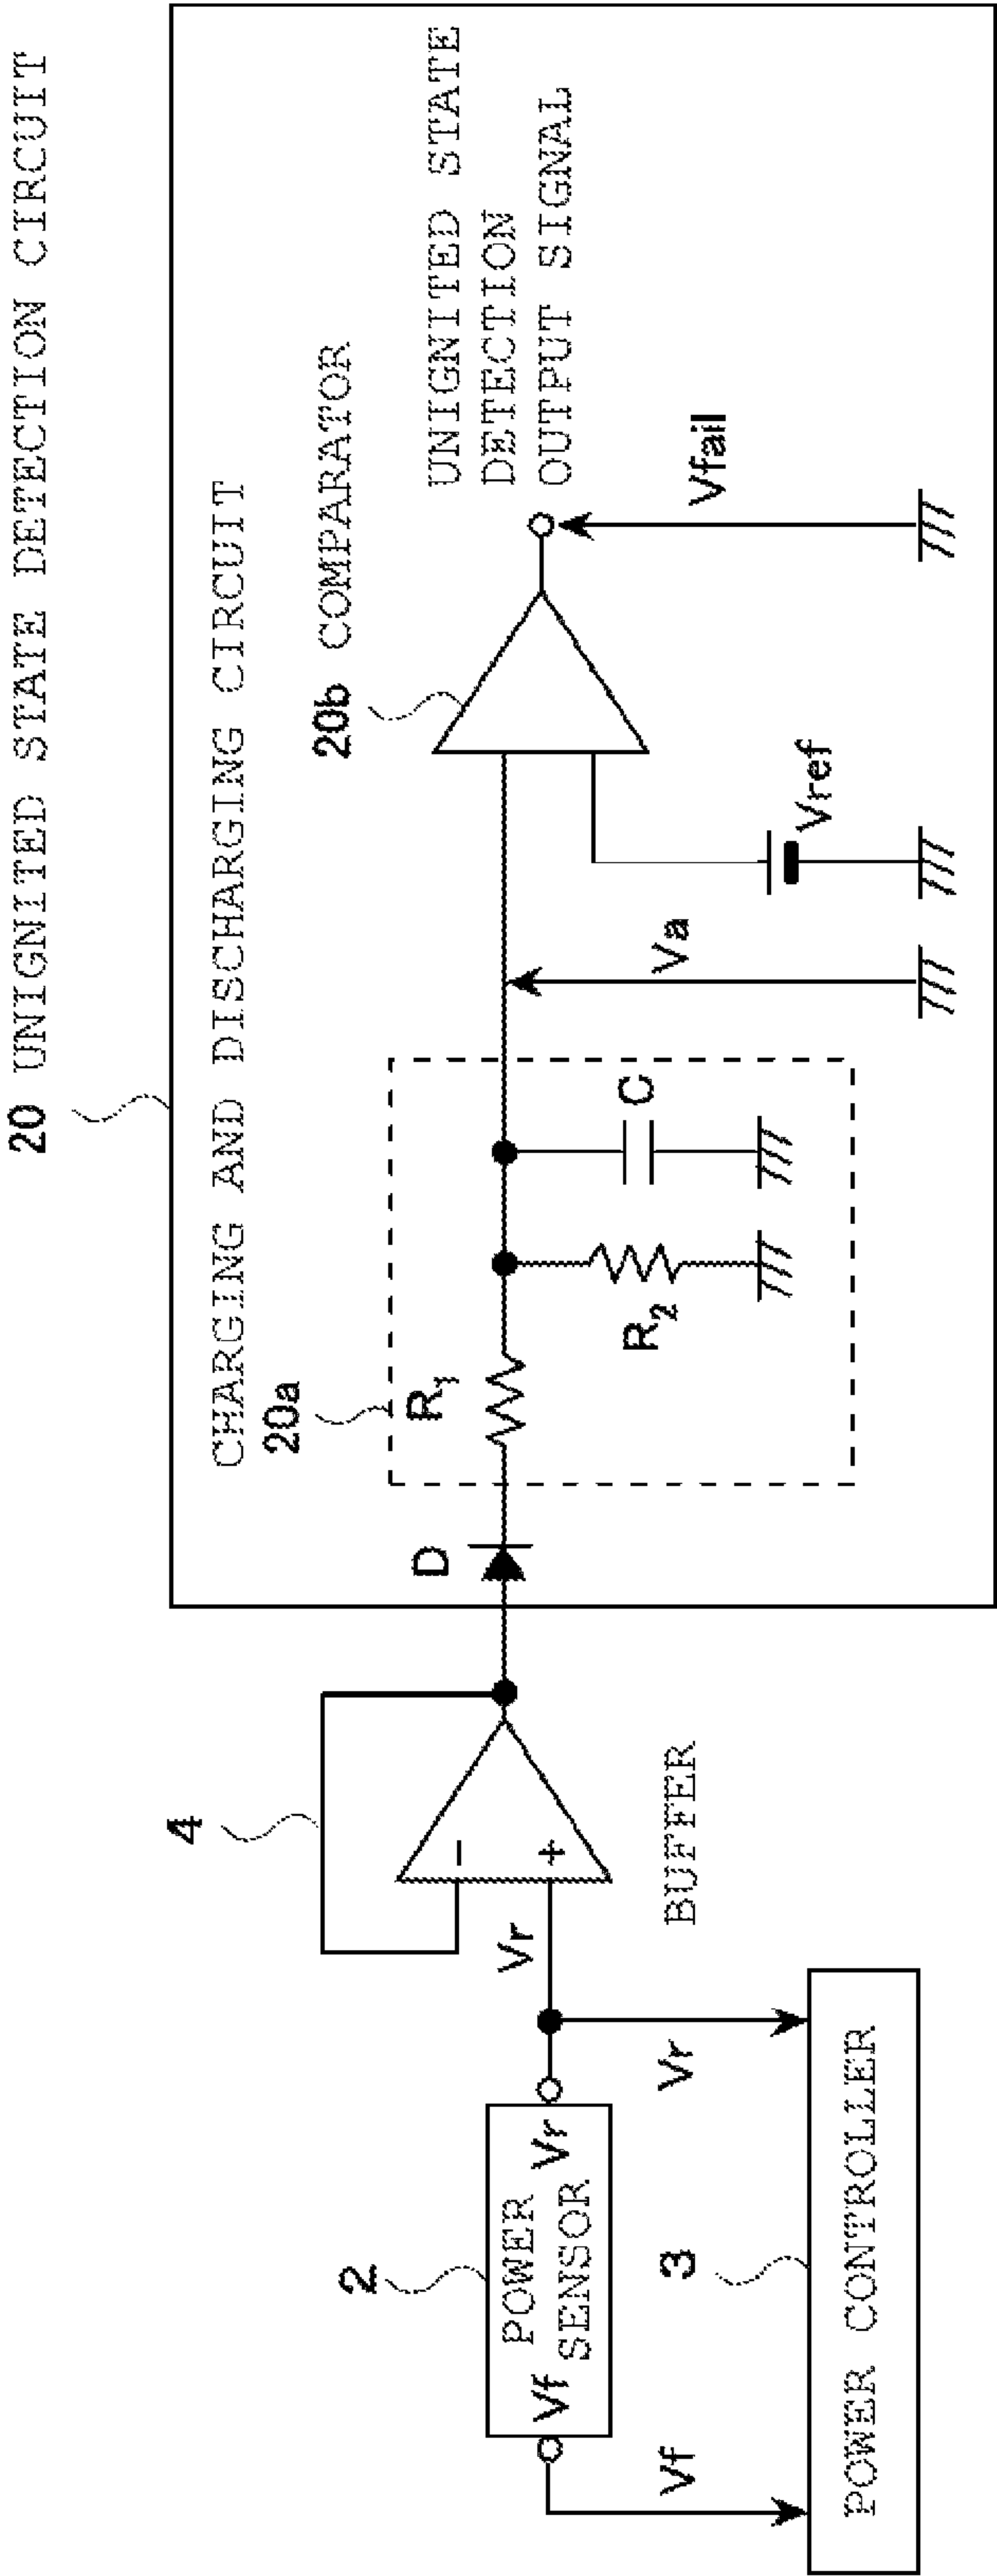 20 UNIGNITED STATE DETECTION CIRCUIT
CHARGING AND DISCHARGING CIRCUIT
20a
20b COMPARATOR
UNIGNITED STATE
DETECTION
OUTPUT SIGNAL
4
D
R1
R2
C
Va
Vref
Vfail
−
+
BUFFER
Vr
2
POWER
SENSOR
Vf
Vr
Vf
Vr
3
POWER CONTROLLER